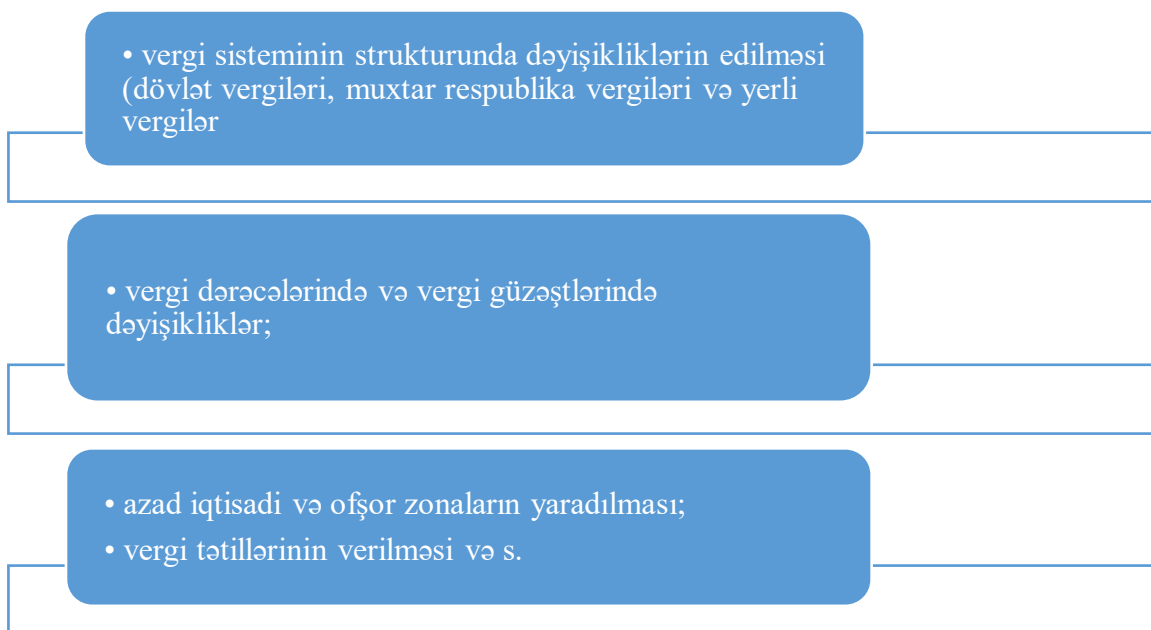 • vergi sisteminin strukturunda dəyişikliklərin edilməsi
(dövlət vergiləri, muxtar respublika vergiləri və yerli
vergilər
• vergi dərəcələrində və vergi güzəştlərində
dəyişikliklər;
• azad iqtisadi və ofşor zonaların yaradılması;
• vergi tətillərinin verilməsi və s.